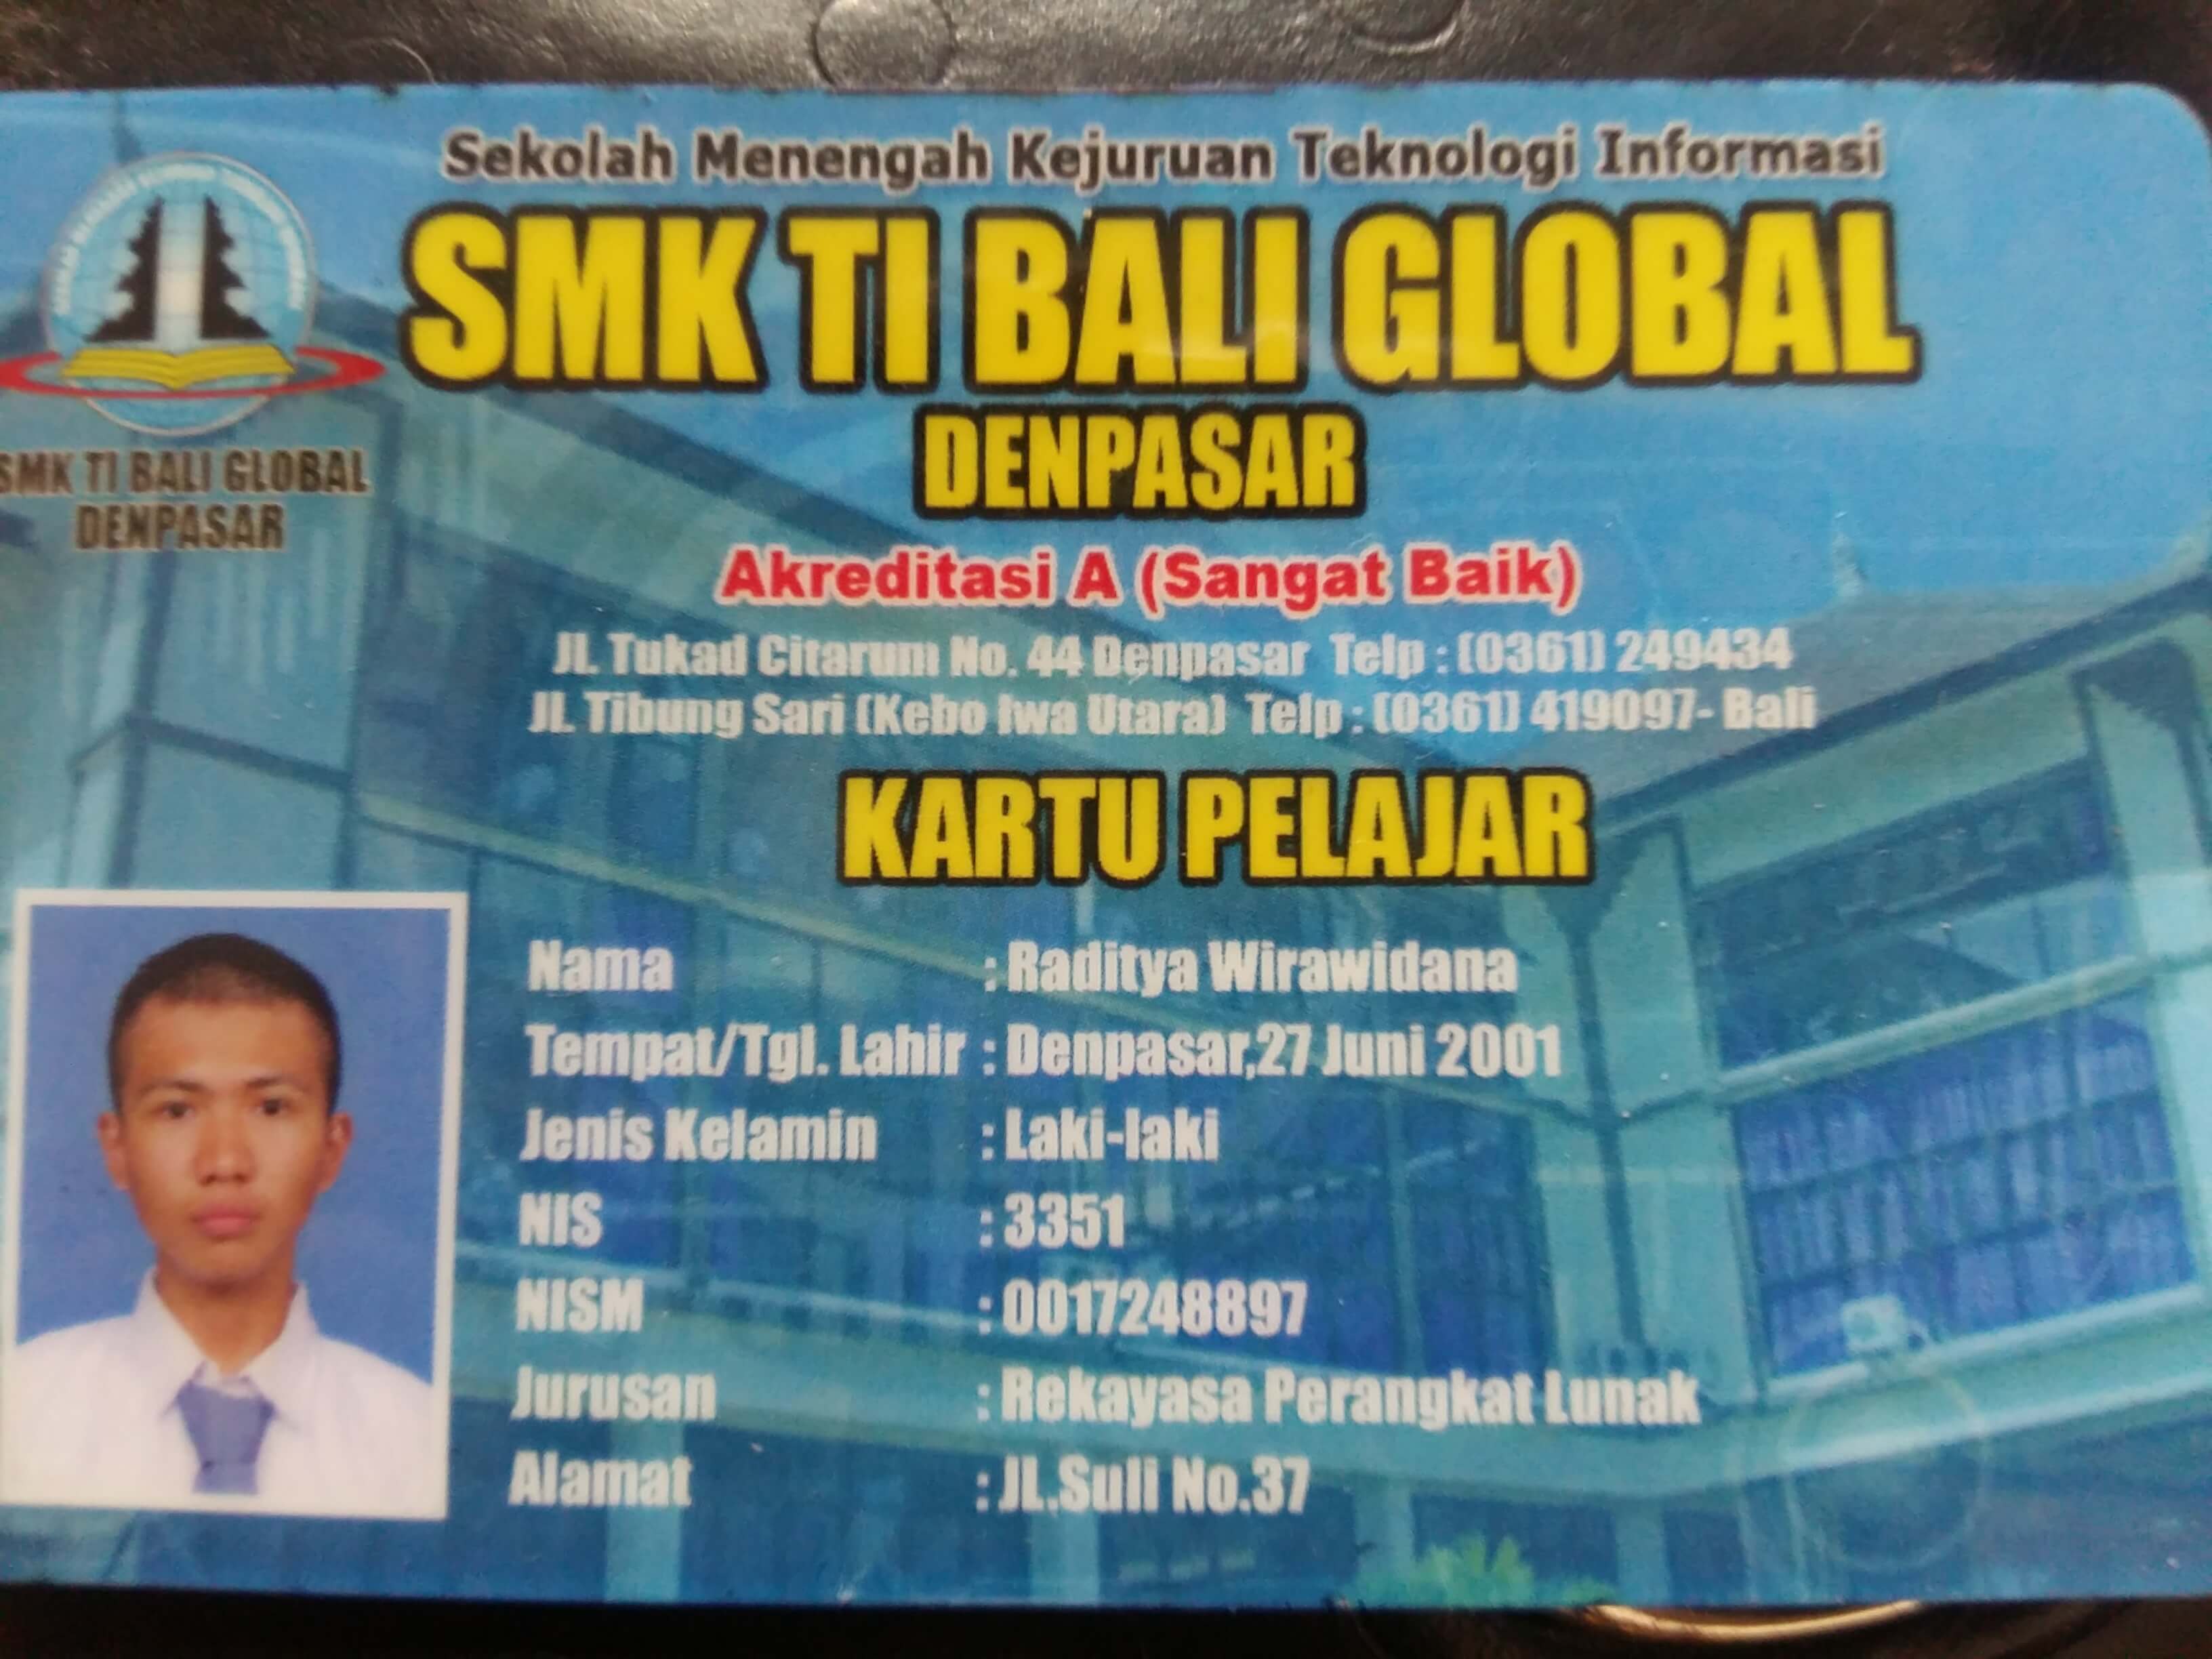 Sekolah Menengah Kejuruan Teknologi Informasi
SMK TI BALI GLOBAL
DENPASAR
SMK TI BALI GLOBAL
DENPASAR
Akreditasi A (Sangat Baik)
JL. Tukad Citarum No. 44 Denpasar Telp : (0361) 249434
JL Tibung Sari (Kebo Iwa Utara) Telp : (0361) 419097- Bali
KARTU PELAJAR
Nama : Raditya Wirawidana
Tempat/Tgl. Lahir : Denpasar,27 Juni 2001
Jenis Kelamin : Laki-laki
NIS : 3351
NISM : 0017248897
Jurusan : Rekayasa Perangkat Lunak
Alamat : JL.Suli No.37